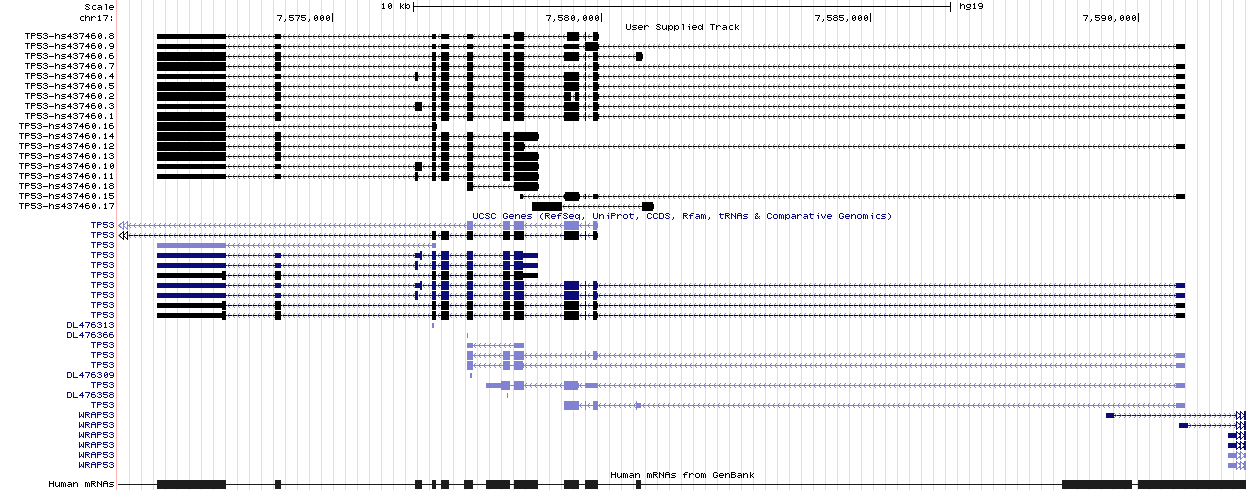 Scale 10 kb hg19
chr17: 7,575,000 7,580,000 7,585,000 7,590,000
User Supplied Track
TP53-hs437460.8
TP53-hs437460.9
TP53-hs437460.6
TP53-hs437460.7
TP53-hs437460.4
TP53-hs437460.5
TP53-hs437460.2
TP53-hs437460.3
TP53-hs437460.1
TP53-hs437460.16
TP53-hs437460.14
TP53-hs437460.12
TP53-hs437460.13
TP53-hs437460.10
TP53-hs437460.11
TP53-hs437460.18
TP53-hs437460.15
TP53-hs437460.17
UCSC Genes (RefSeq, UniProt, CCDS, Rfam, tRNAs & Comparative Genomics)
TP53
TP53
TP53
TP53
TP53
TP53
TP53
TP53
TP53
TP53
DL476313
DL476366
TP53
TP53
TP53
DL476309
TP53
DL476358
TP53
WRAP53
WRAP53
WRAP53
WRAP53
WRAP53
WRAP53
Human mRNAs from GenBank
Human mRNAs